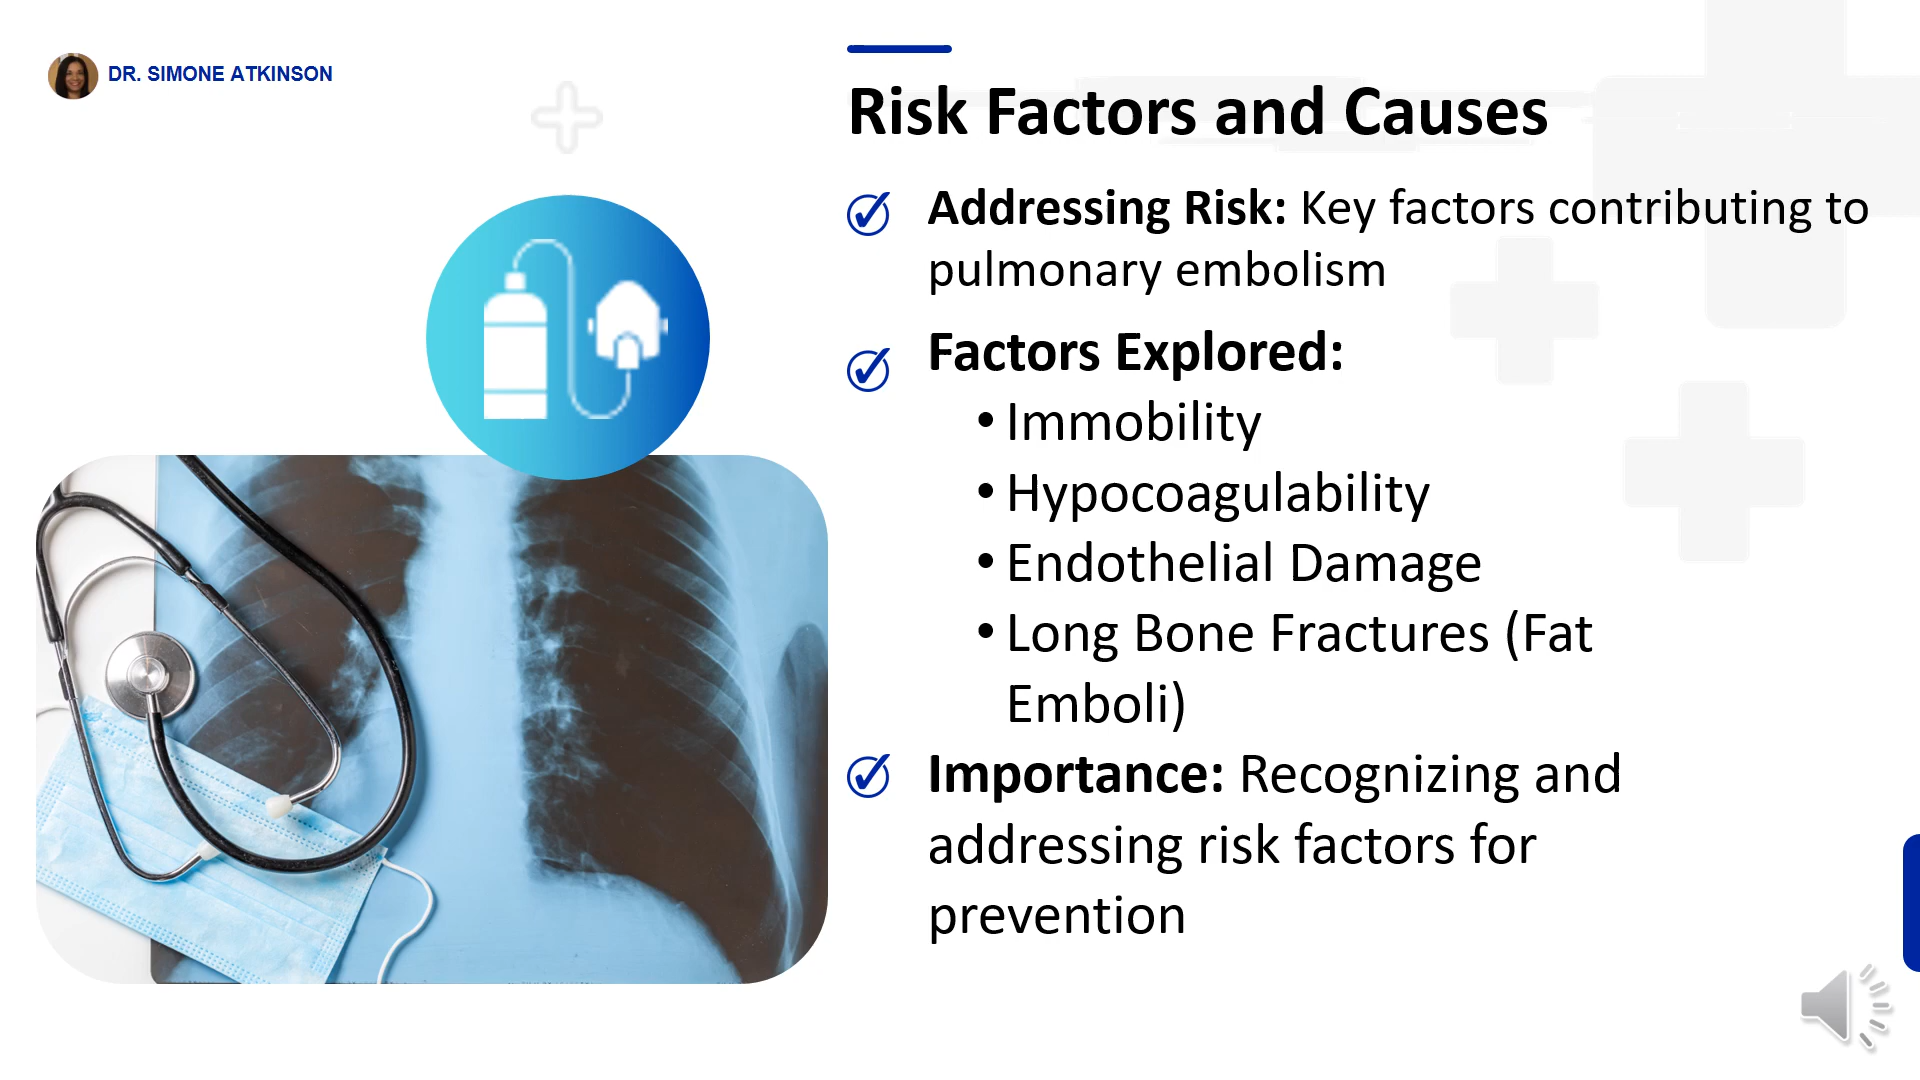 DR. SIMONE ATKINSON
Risk Factors and Causes
Addressing Risk: Key factors contributing to
pulmonary embolism
Factors Explored:
• Immobility
• Hypocoagulability
• Endothelial Damage
• Long Bone Fractures (Fat
Emboli)
Importance: Recognizing and
addressing risk factors for
prevention